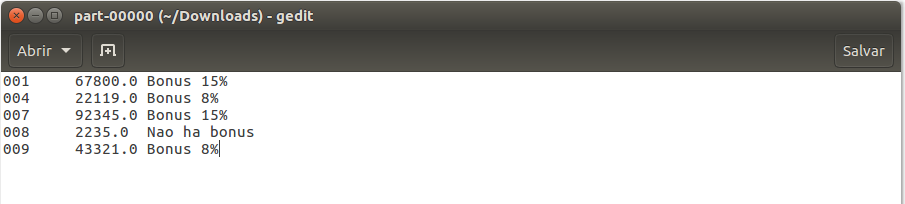 part-00000 (~/Downloads) - gedit
Abrir
Salvar
001 67800.0 Bonus 15%
004 22119.0 Bonus 8%
007 92345.0 Bonus 15%
008 2235.0 Nao ha bonus
009 43321.0 Bonus 8%